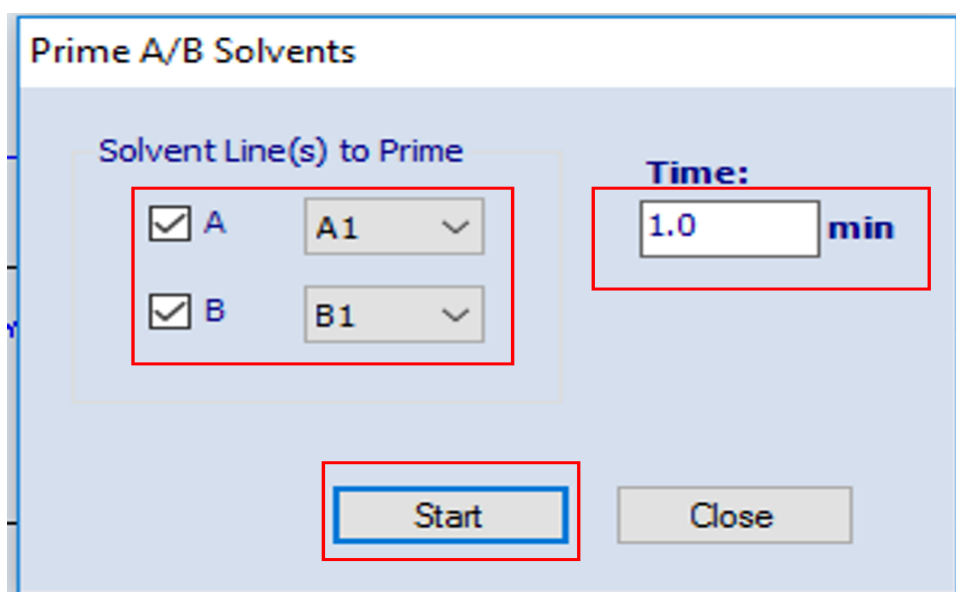 Prime A/B Solvents
Solvent Line(s) to Prime
Time:
A A1
1.0 min
B B1
Start Close